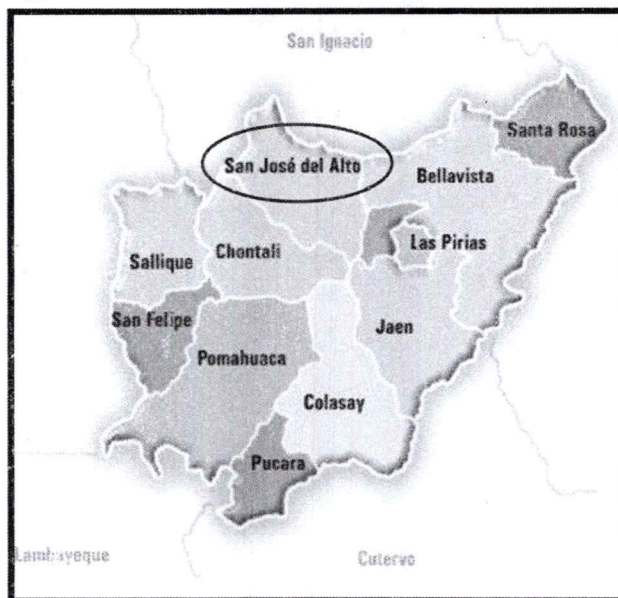 San Ignacio
Santa Rosa
San José del Alto
Bellavista
Las Pirias
Chontali
Sallique
San Felipe
Jaen
Pomahuaca
Colasay
Pucara
Lambayeque
Cutervo